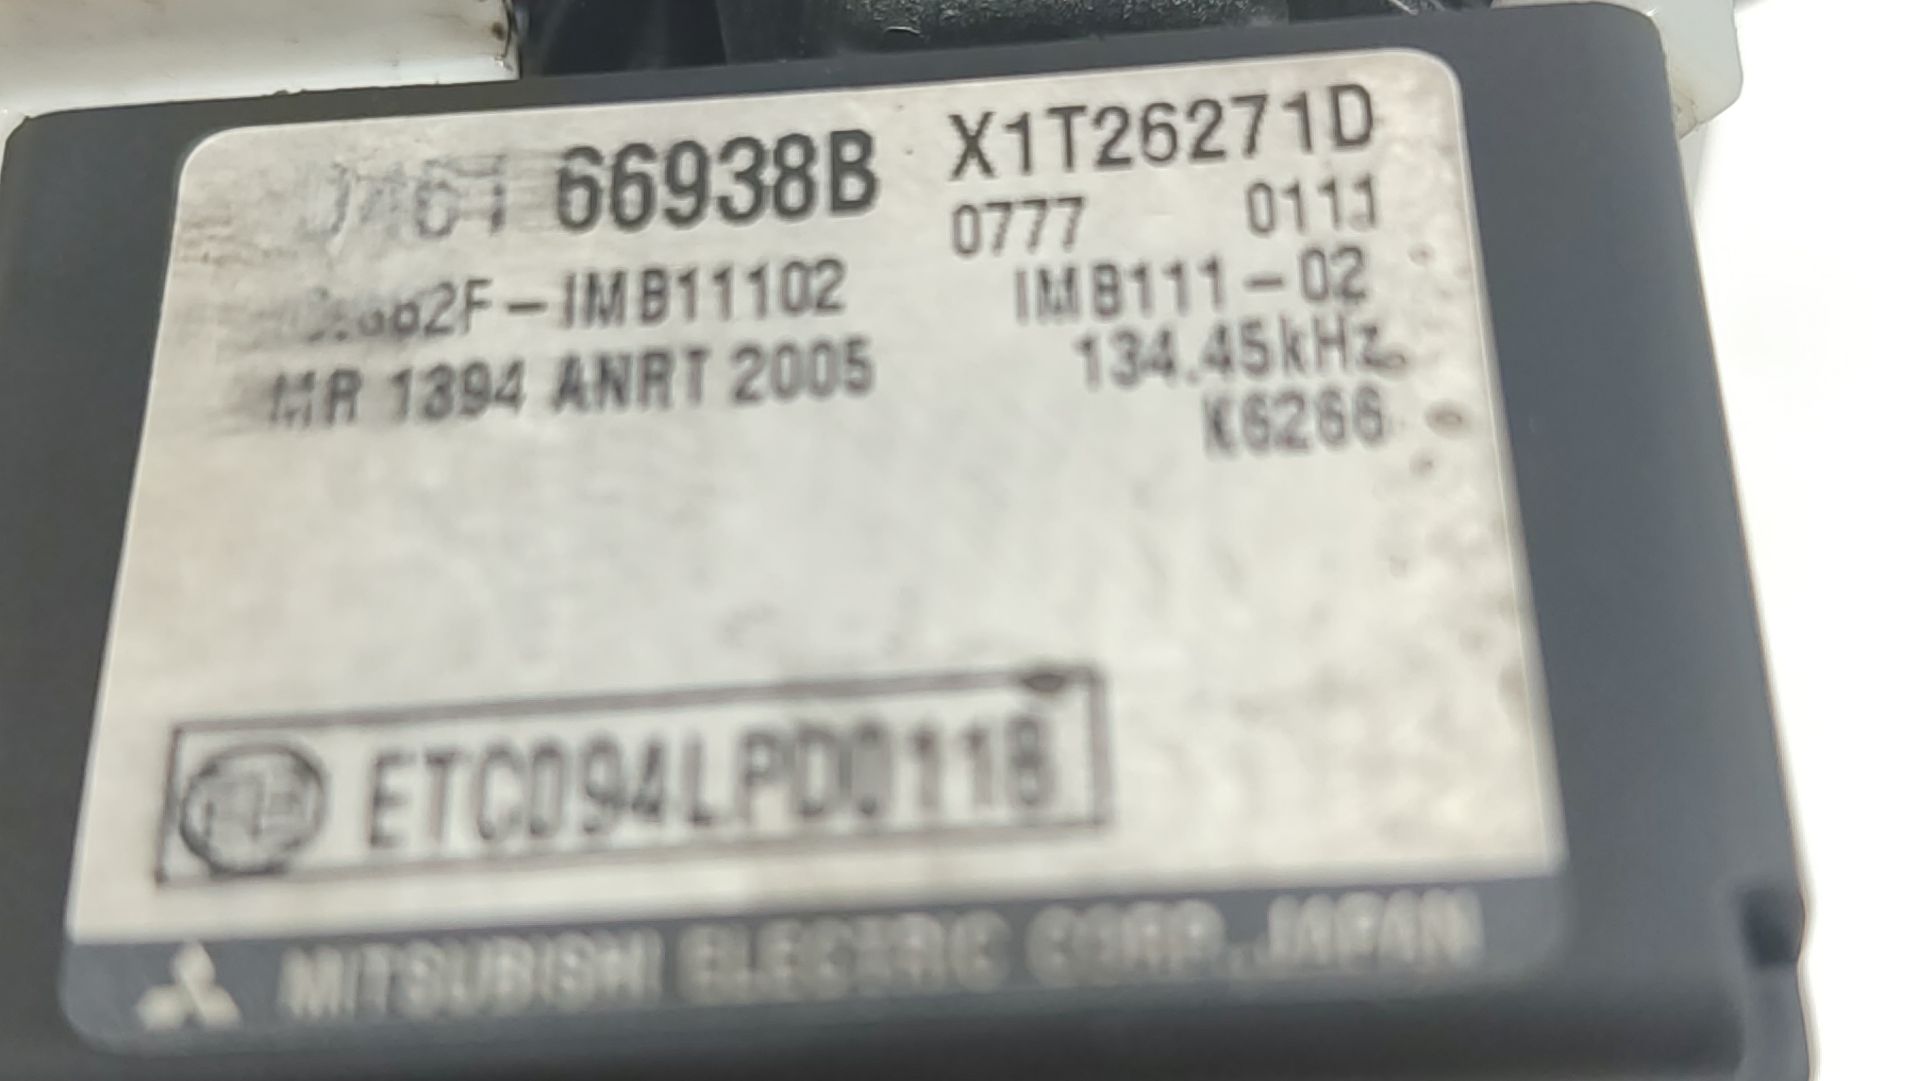 66938B X1T26271D
0777 0111
IMB11102 IMB111-02
MR 1394 ANRT 2005 134.45kHz
K6266
ETC094LPD0118
MITSUBISHI ELECTRIC CORP. JAPAN